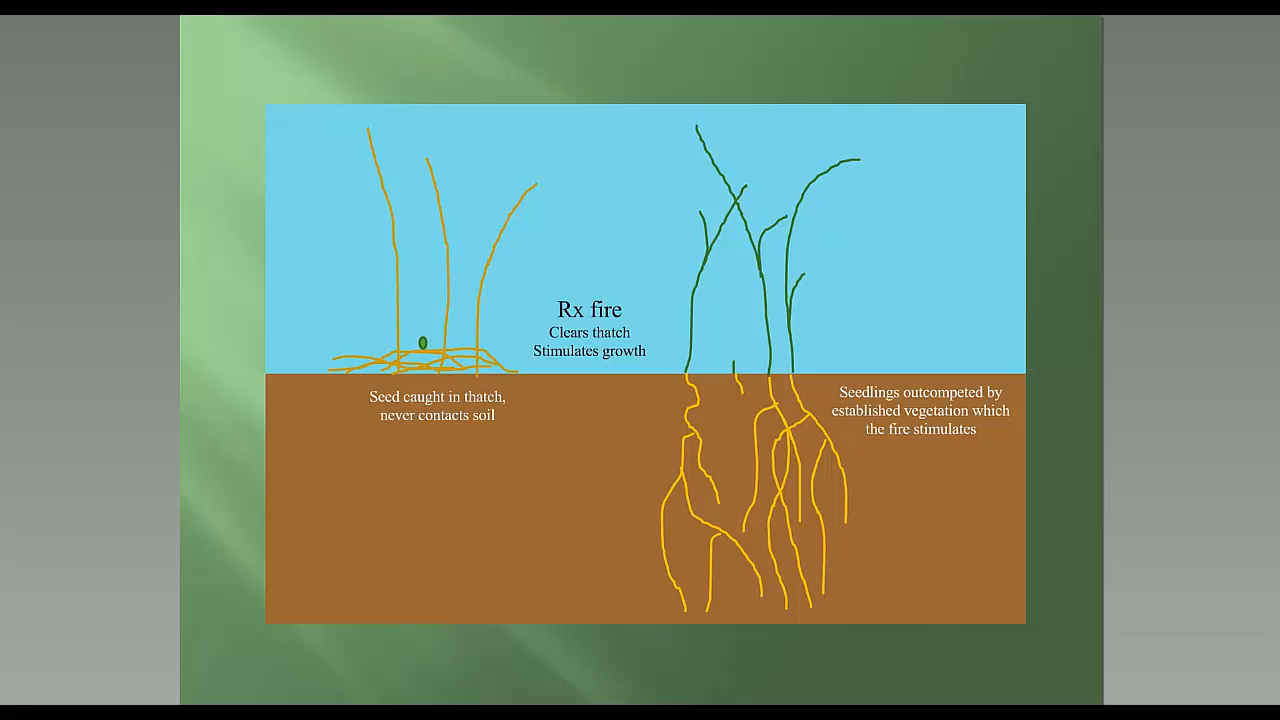 Rx fire
Clears thatch
Stimulates growth
Seed caught in thatch,
never contacts soil
Seedlings outcompeted by
established vegetation which
the fire stimulates